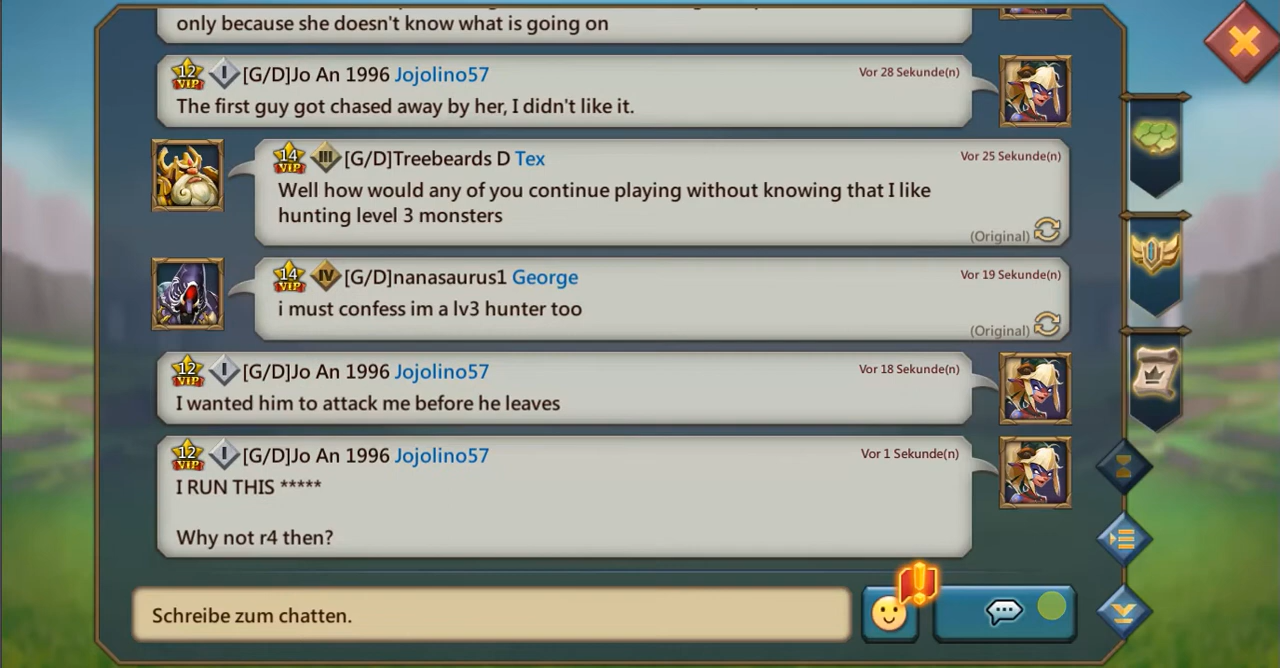 only because she doesn't know what is going on
12 VIP I [G/D]Jo An 1996 Jojolino57 Vor 28 Sekunde(n)
The first guy got chased away by her, I didn't like it.
14 VIP III [G/D]Treebeards D Tex Vor 25 Sekunde(n)
Well how would any of you continue playing without knowing that I like
hunting level 3 monsters
(Original)
14 VIP IV [G/D]nanasaurus1 George Vor 19 Sekunde(n)
i must confess im a lv3 hunter too
(Original)
12 VIP I [G/D]Jo An 1996 Jojolino57 Vor 18 Sekunde(n)
I wanted him to attack me before he leaves
12 VIP I [G/D]Jo An 1996 Jojolino57 Vor 1 Sekunde(n)
I RUN THIS *****
Why not r4 then?
Schreibe zum chatten.